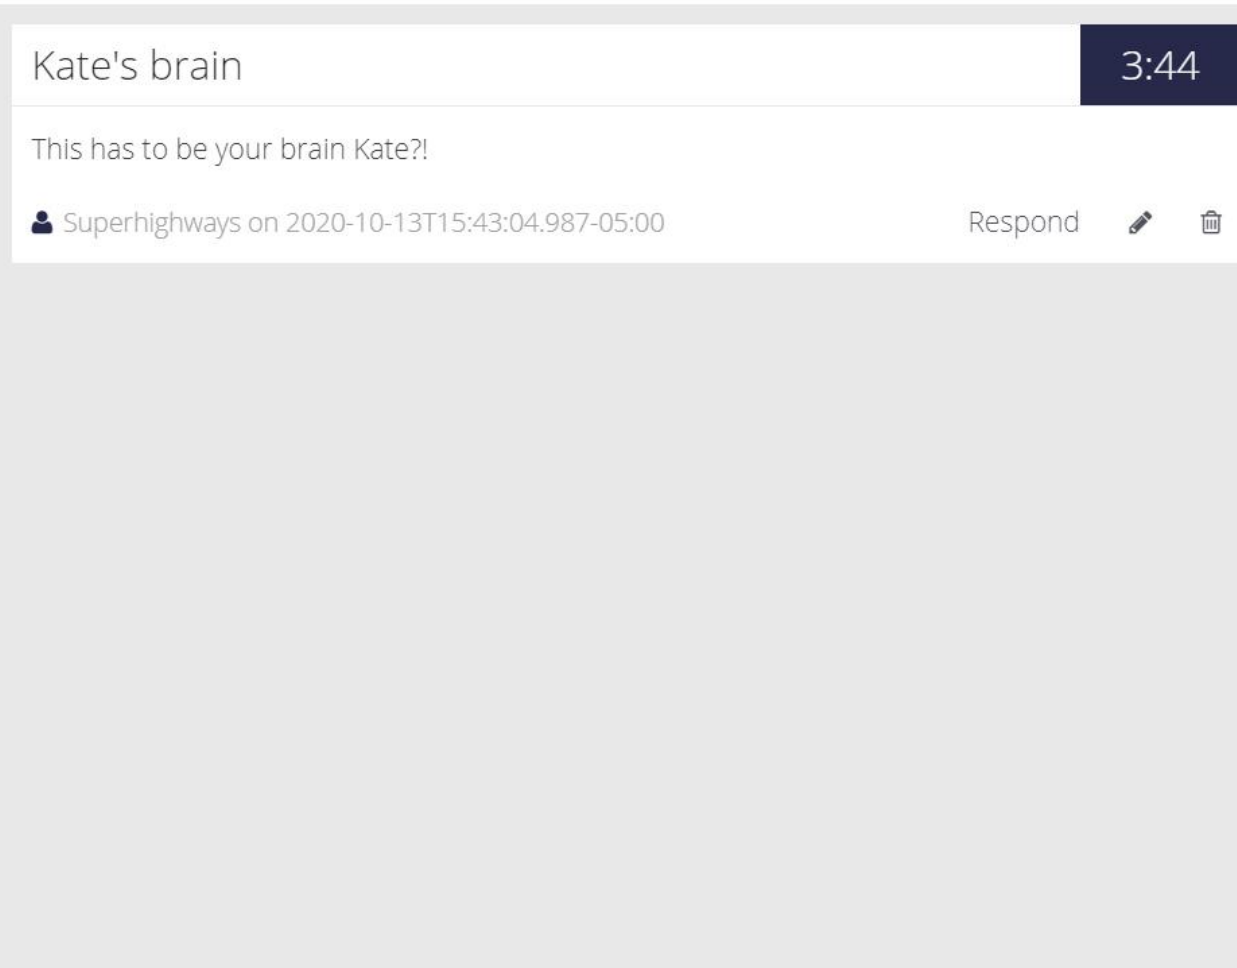 Kate's brain 3:44
This has to be your brain Kate?!
Superhighways on 2020-10-13T15:43:04.987-05:00 Respond